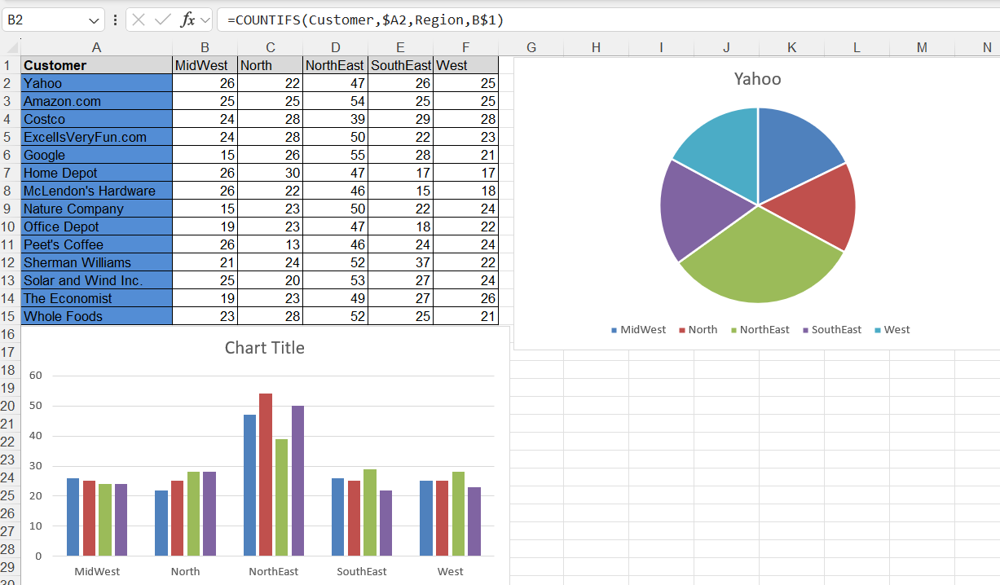 B2 fx =COUNTIFS(Customer,$A2,Region,B$1)
A B C D E F G H I J K L M N
1 Customer MidWest North NorthEast SouthEast West
2 Yahoo 26 22 47 26 25
3 Amazon.com 25 25 54 25 25
4 Costco 24 28 39 29 28
5 ExcelIsVeryFun.com 24 28 50 22 23
6 Google 15 26 55 28 21
7 Home Depot 26 30 47 17 17
8 McLendon's Hardware 26 22 46 15 18
9 Nature Company 15 23 50 22 24
10 Office Depot 19 23 47 18 22
11 Peet's Coffee 26 13 46 24 24
12 Sherman Williams 21 24 52 37 22
13 Solar and Wind Inc. 25 20 53 27 24
14 The Economist 19 23 49 27 26
15 Whole Foods 23 28 52 25 21
16
17
18
19
20
21
22
23
24
25
26
27
28
29
30
Yahoo
MidWest North NorthEast SouthEast West
Chart Title
60
50
40
30
20
10
0
MidWest North NorthEast SouthEast West